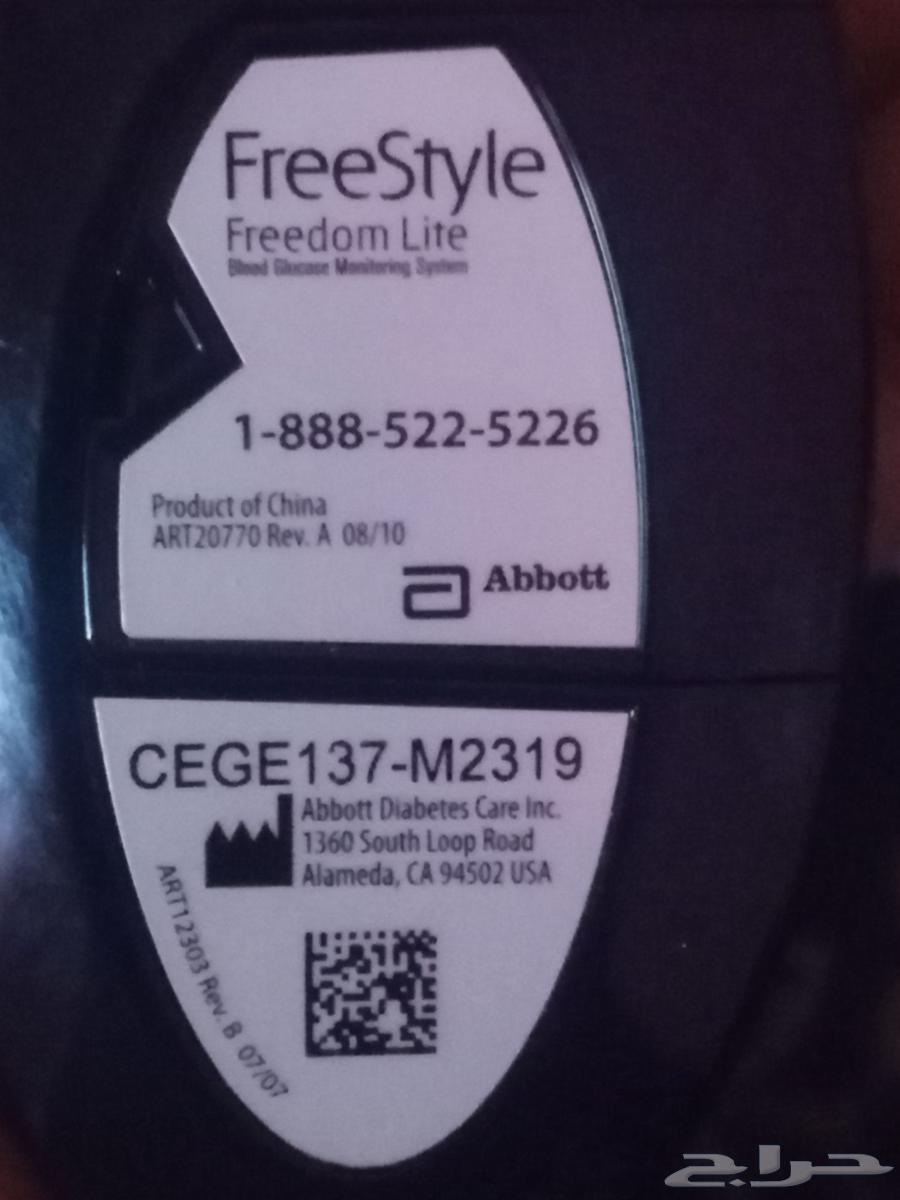 FreeStyle
Freedom Lite
Blood Glucose Monitoring System
1-888-522-5226
Product of China
ART20770 Rev. A 08/10
Abbott
CEGE137-M2319
Abbott Diabetes Care Inc.
1360 South Loop Road
Alameda, CA 94502 USA
ART12303 Rev. B 07/07
حراج